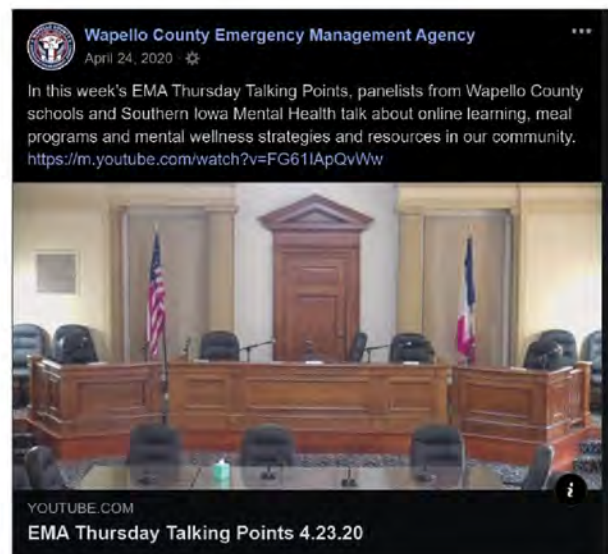 Wapello County Emergency Management Agency
April 24, 2020
In this week's EMA Thursday Talking Points, panelists from Wapello County
schools and Southern Iowa Mental Health talk about online learning, meal
programs and mental wellness strategies and resources in our community.
https://m.youtube.com/watch?v=FG61IApQvWw
YOUTUBE.COM
EMA Thursday Talking Points 4.23.20